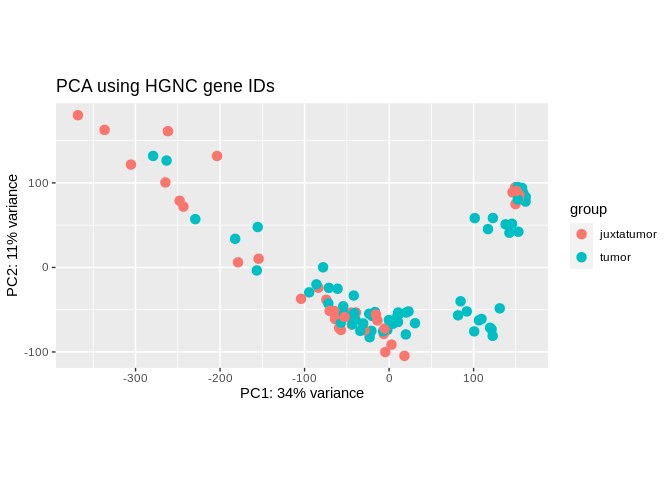 PCA using HGNC gene IDs
PC2: 11% variance
100
0
-100
-300
-200
-100
0
100
PC1: 34% variance
group
juxtatumor
tumor